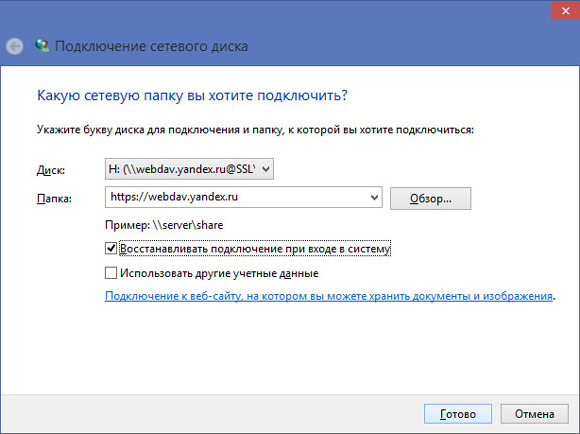 Подключение сетевого диска
Какую сетевую папку вы хотите подключить?
Укажите букву диска для подключения и папку, к которой вы хотите подключиться:
Диск: H: (\\webdav.yandex.ru@SSL\
Папка: https://webdav.yandex.ru Обзор...
Пример: \\server\share
Восстанавливать подключение при входе в систему
Использовать другие учетные данные
Подключение к веб-сайту, на котором вы можете хранить документы и изображения.
Готово Отмена